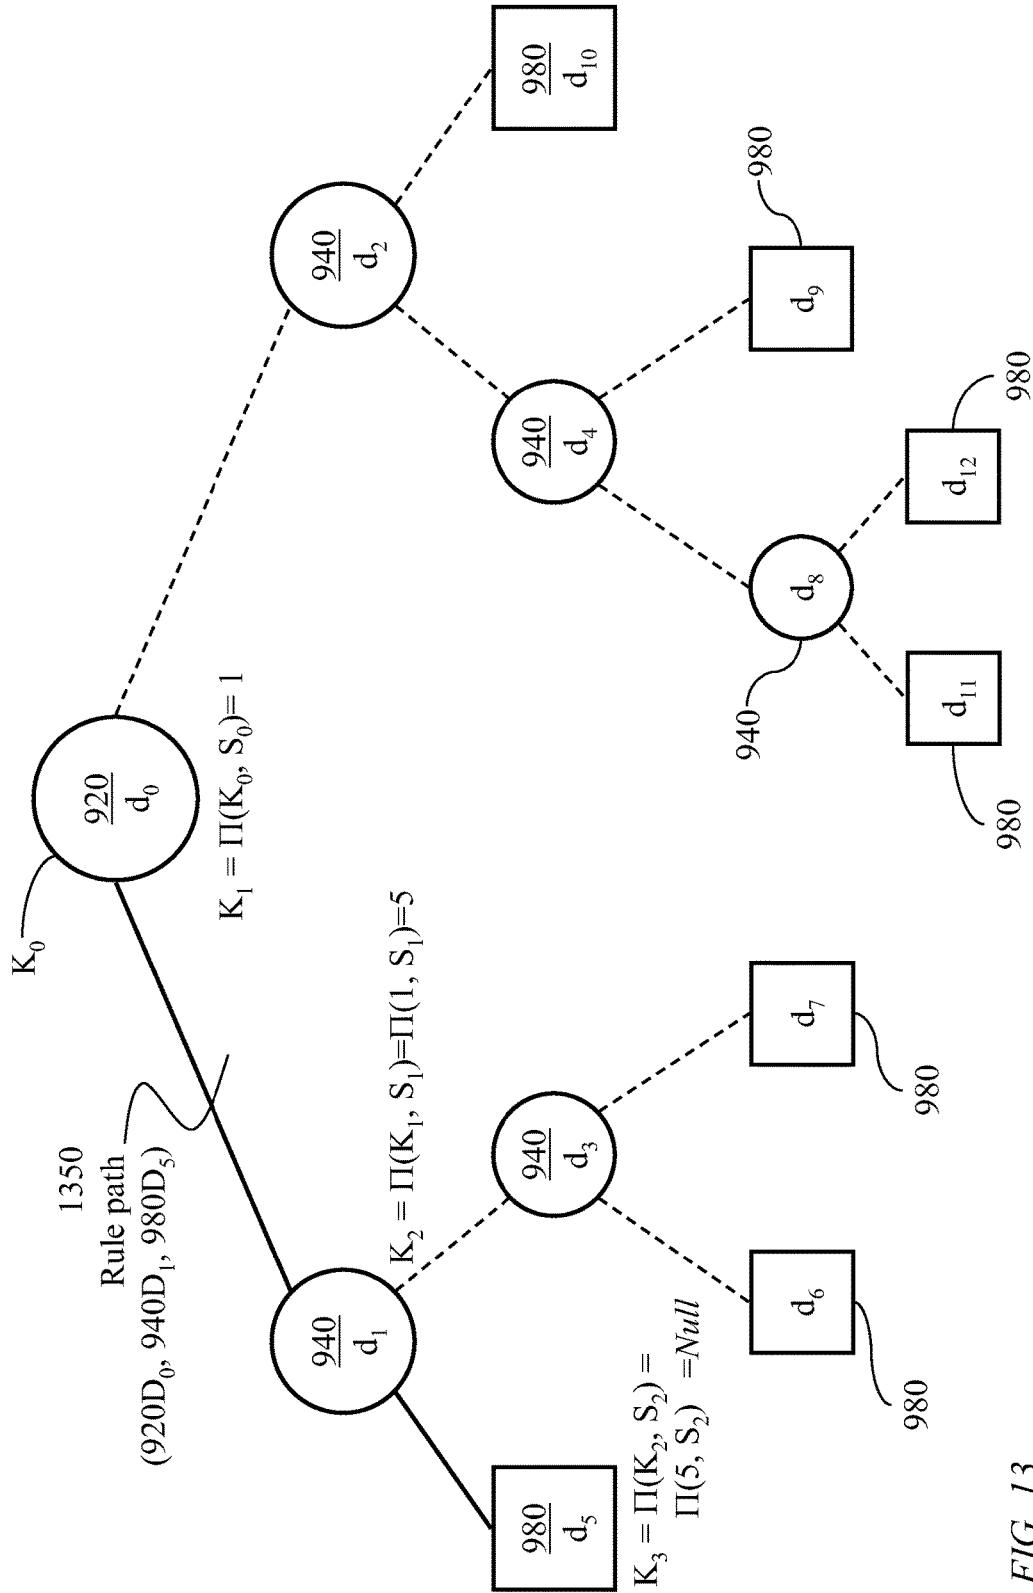 K₀
920
d₀
K₁ = Π(K₀, S₀)= 1
1350
Rule path
(920D₀, 940D₁, 980D₅)
940
d₁
K₂ = Π(K₁, S₁)=Π(1, S₁)=5
940
d₂
980
d₅
K₃ = Π(K₂, S₂) =
Π(5, S₂) =Null
940
d₃
940
d₄
980
d₁₀
d₆
980
d₇
980
940
d₈
d₉
980
d₁₁
980
d₁₂
980
FIG. 13